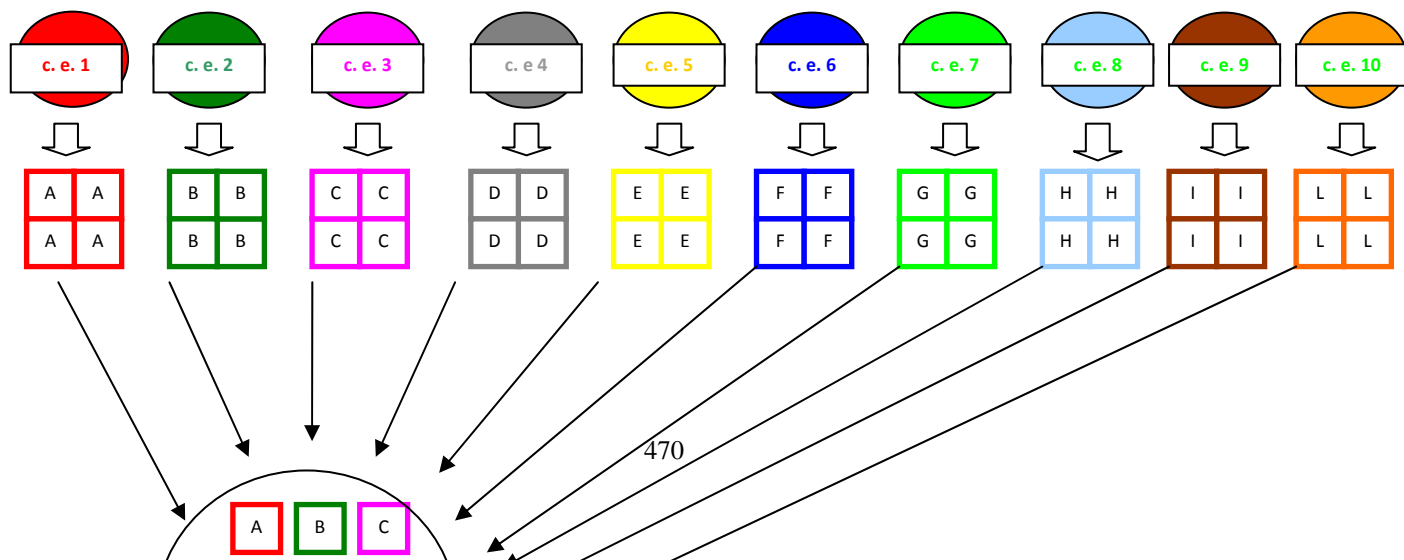 c. e. 1 c. e. 2 c. e. 3 c. e 4 c. e. 5 c. e. 6 c. e. 7 c. e. 8 c. e. 9 c. e. 10
A A B B C C D D E E F F G G H H I I L L
A A B B C C D D E E F F G G H H I I L L
470
A B C